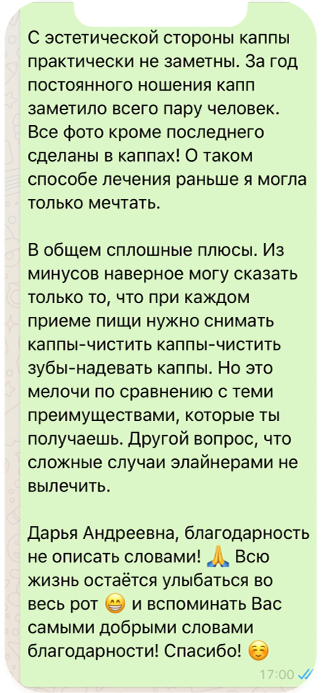 С эстетической стороны каппы
практически не заметны. За год
постоянного ношения капп
заметило всего пару человек.
Все фото кроме последнего
сделаны в каппах! О таком
способе лечения раньше я могла
только мечтать.
В общем сплошные плюсы. Из
минусов наверное могу сказать
только то, что при каждом
приеме пищи нужно снимать
каппы-чистить каппы-чистить
зубы-надевать каппы. Но это
мелочи по сравнению с теми
преимуществами, которые ты
получаешь. Другой вопрос, что
сложные случаи элайнерами не
вылечить.
Дарья Андреевна, благодарность
не описать словами! 🙏 Всю
жизнь остаётся улыбаться во
весь рот 😁 и вспоминать Вас
самыми добрыми словами
благодарности! Спасибо! ☺️
17:00